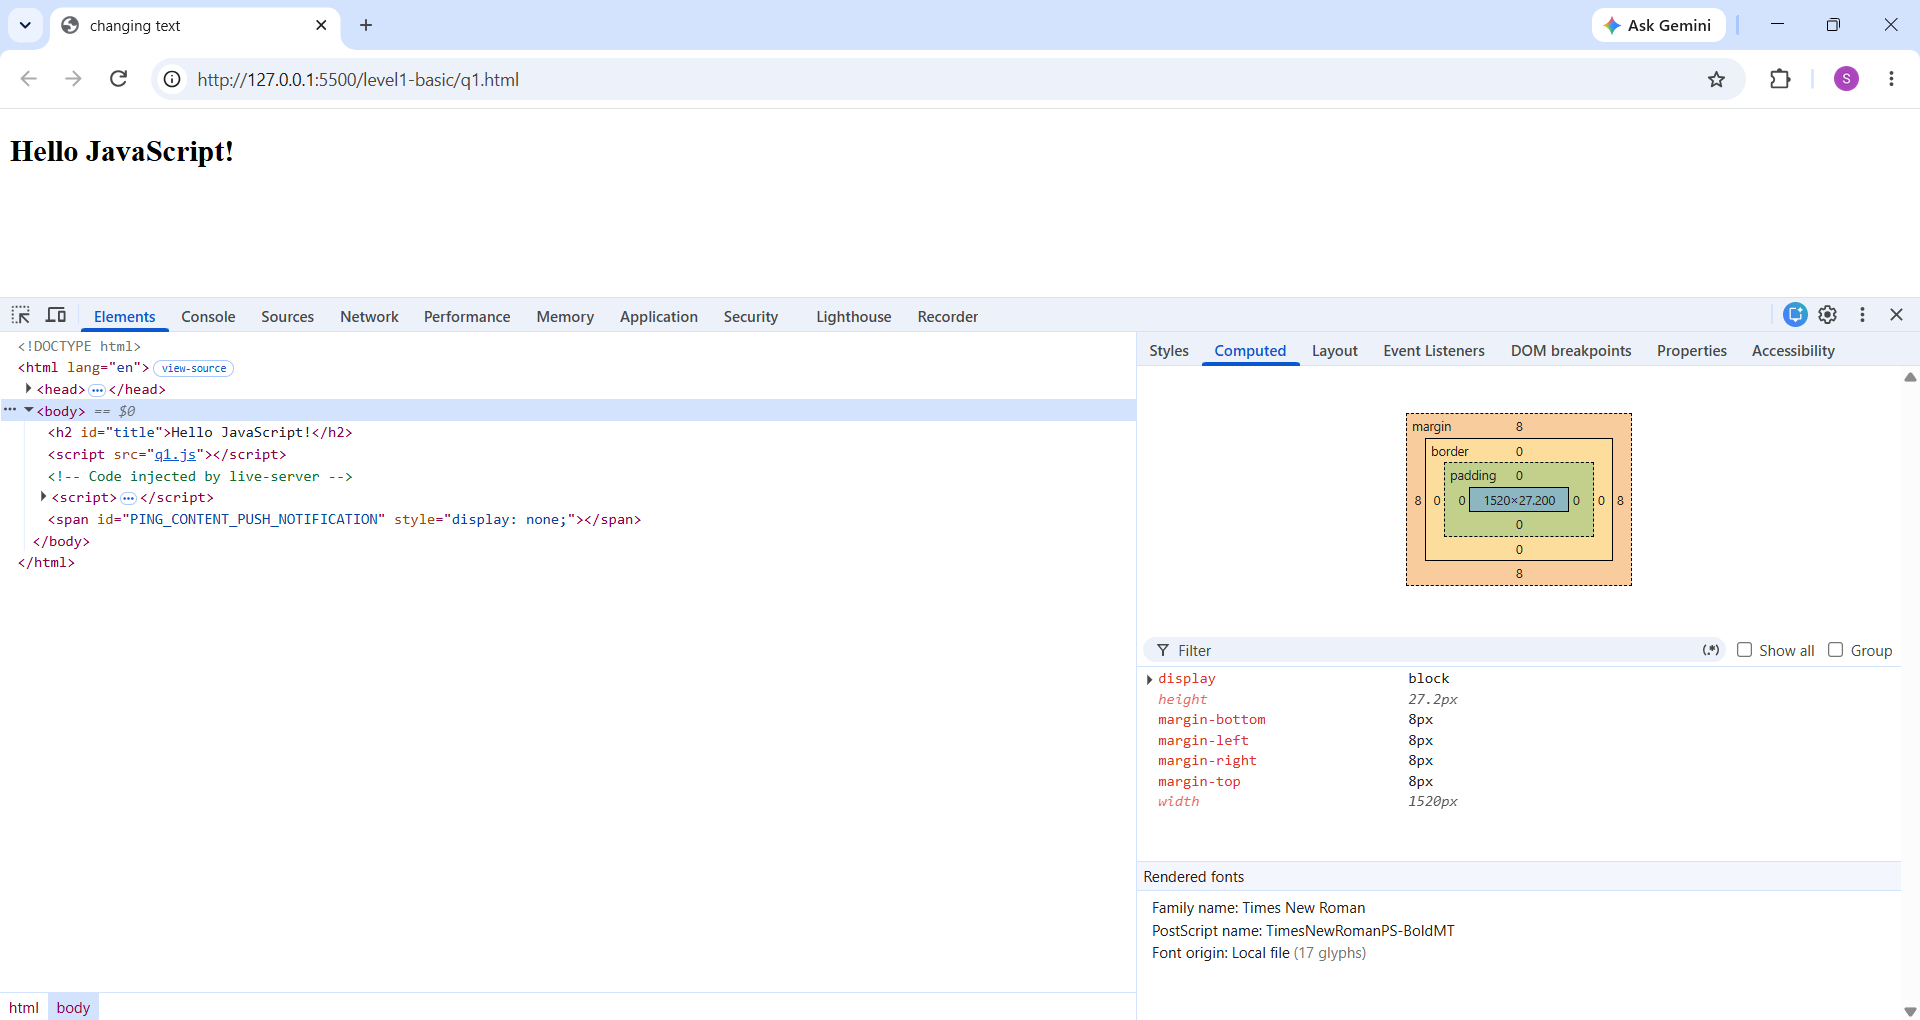 changing text
Ask Gemini
http://127.0.0.1:5500/level1-basic/q1.html
S
Hello JavaScript!
Elements Console Sources Network Performance Memory Application Security Lighthouse Recorder
<!DOCTYPE html>
<html lang="en"> view-source
<head> ••• </head>
••• <body> == $0
<h2 id="title">Hello JavaScript!</h2>
<script src="q1.js"></script>
<!-- Code injected by live-server -->
<script> ••• </script>
<span id="PING_CONTENT_PUSH_NOTIFICATION" style="display: none;"></span>
</body>
</html>
html body
Styles Computed Layout Event Listeners DOM breakpoints Properties Accessibility
margin 8
border 0
padding 0
8 0 0 1520×27.200 0 0 8
0
0
8
Filter (.*) Show all Group
display block
height 27.2px
margin-bottom 8px
margin-left 8px
margin-right 8px
margin-top 8px
width 1520px
Rendered fonts
Family name: Times New Roman
PostScript name: TimesNewRomanPS-BoldMT
Font origin: Local file (17 glyphs)